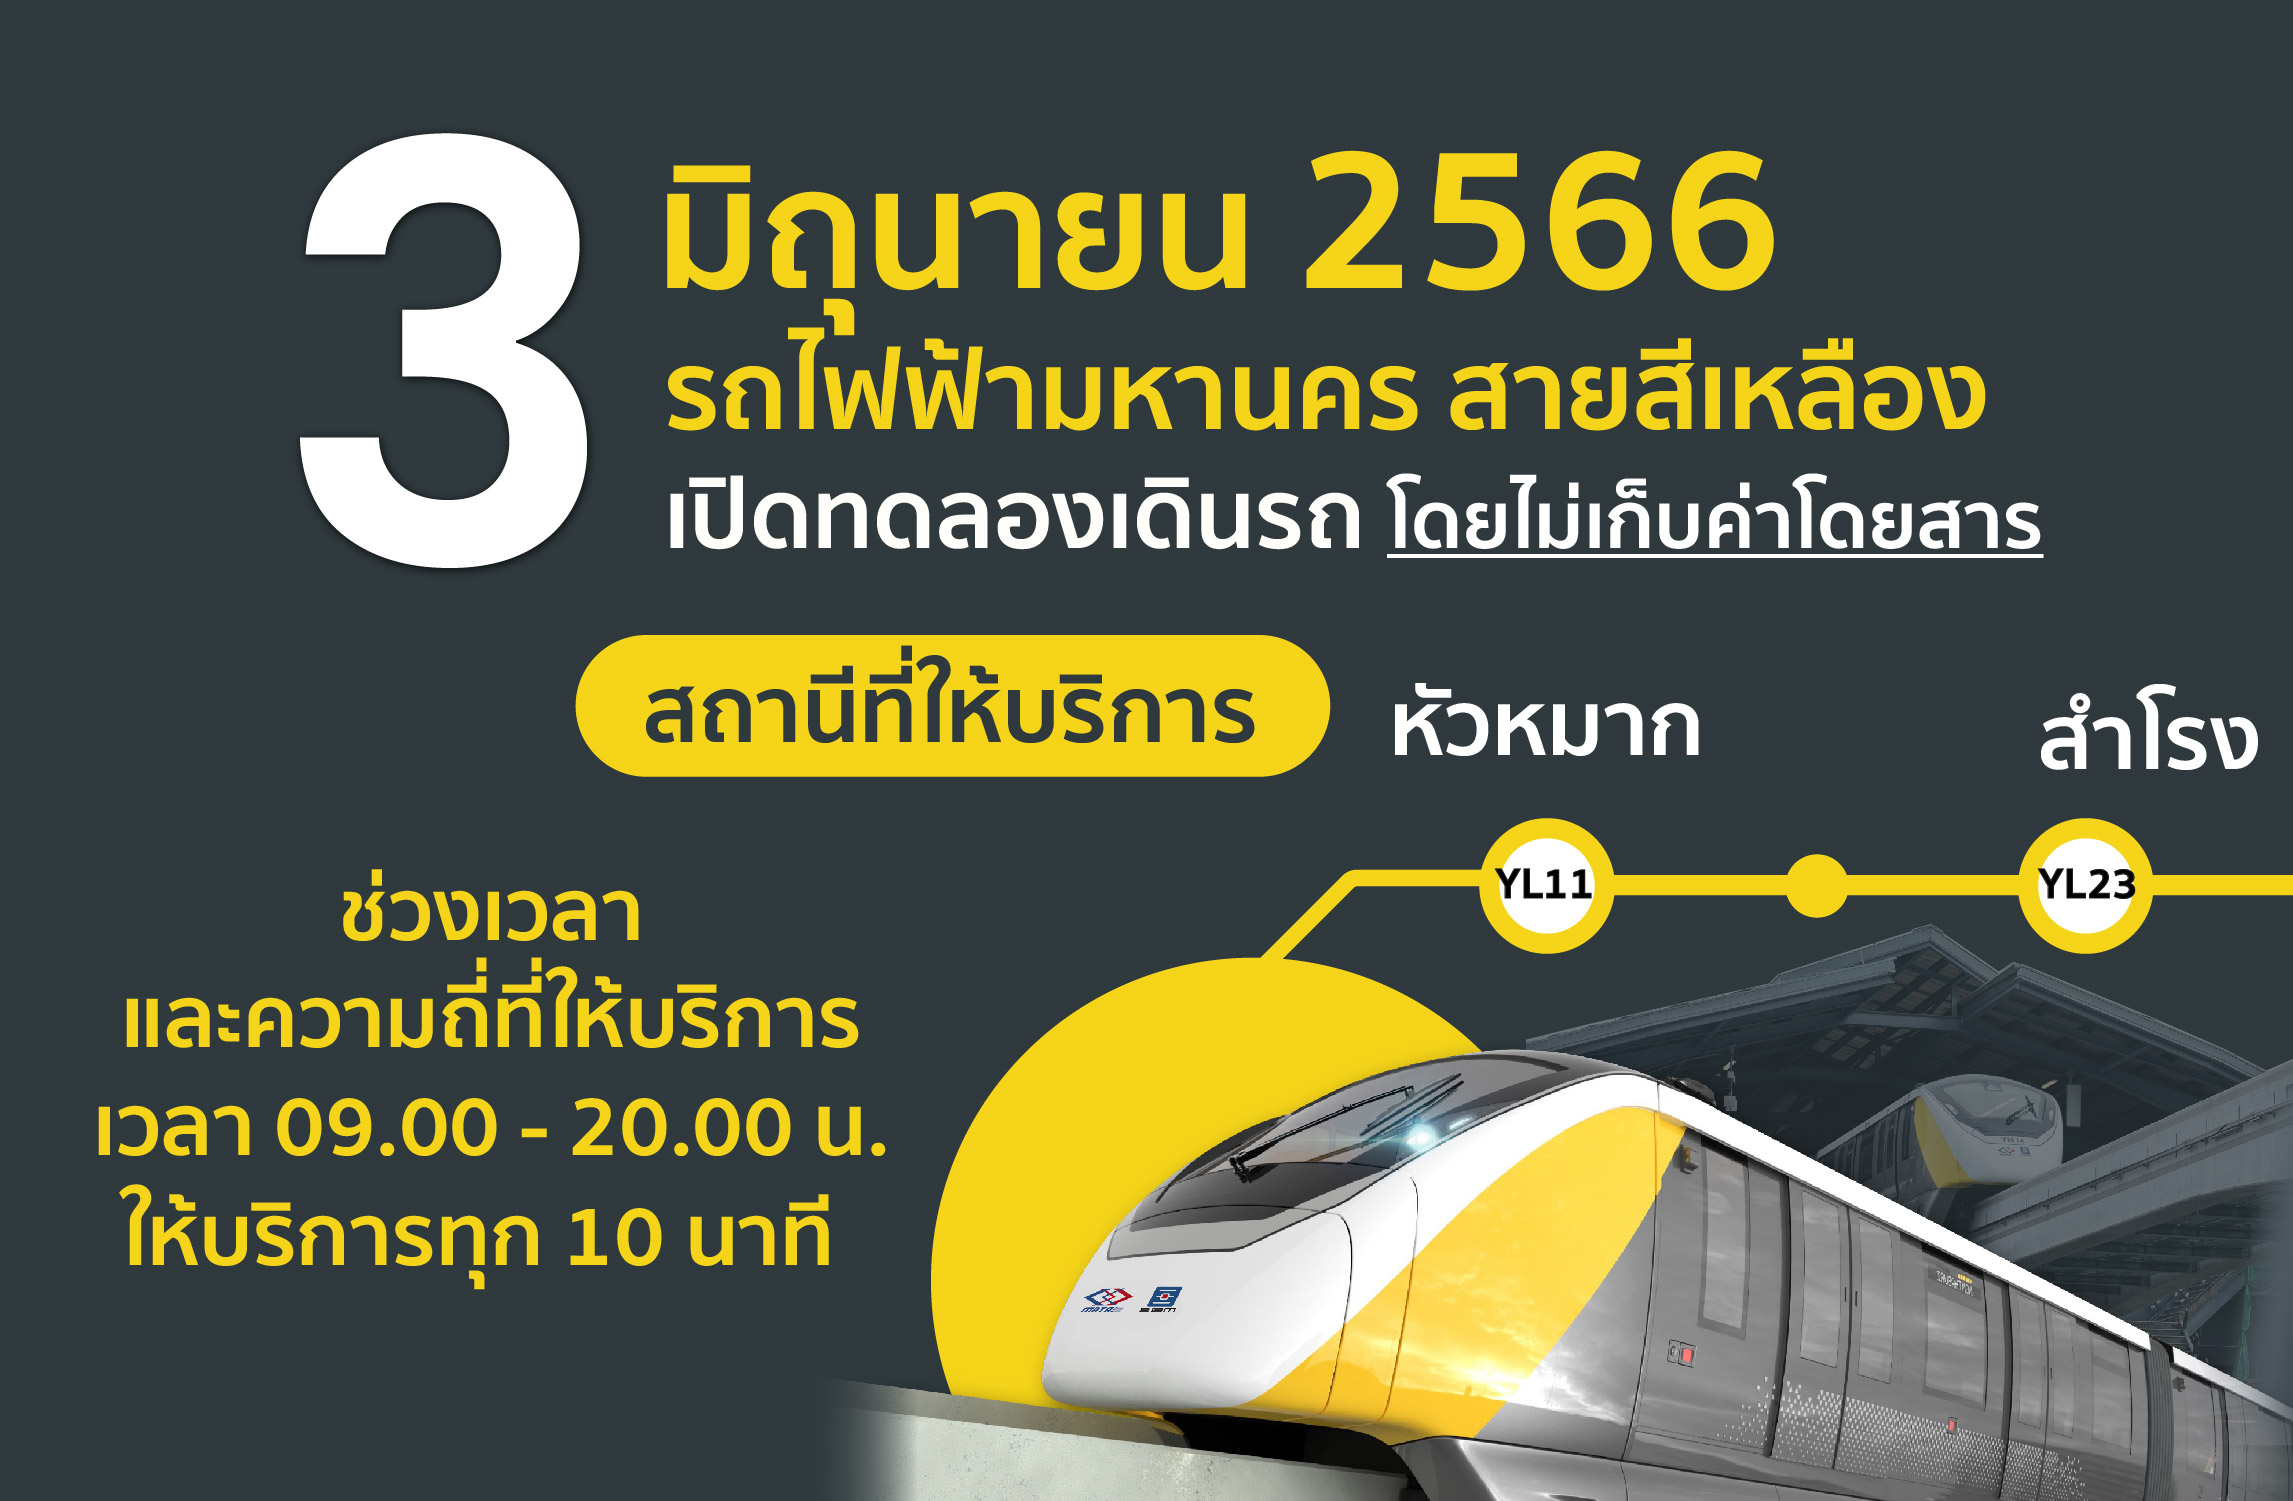 3 มิถุนายน 2566
รถไฟฟ้ามหานคร สายสีเหลือง
เปิดทดลองเดินรถ โดยไม่เก็บค่าโดยสาร
สถานีที่ให้บริการ
หัวหมาก
สำโรง
YL11
YL23
ช่วงเวลา
และความถี่ที่ให้บริการ
เวลา 09.00 - 20.00 น.
ให้บริการทุก 10 นาที